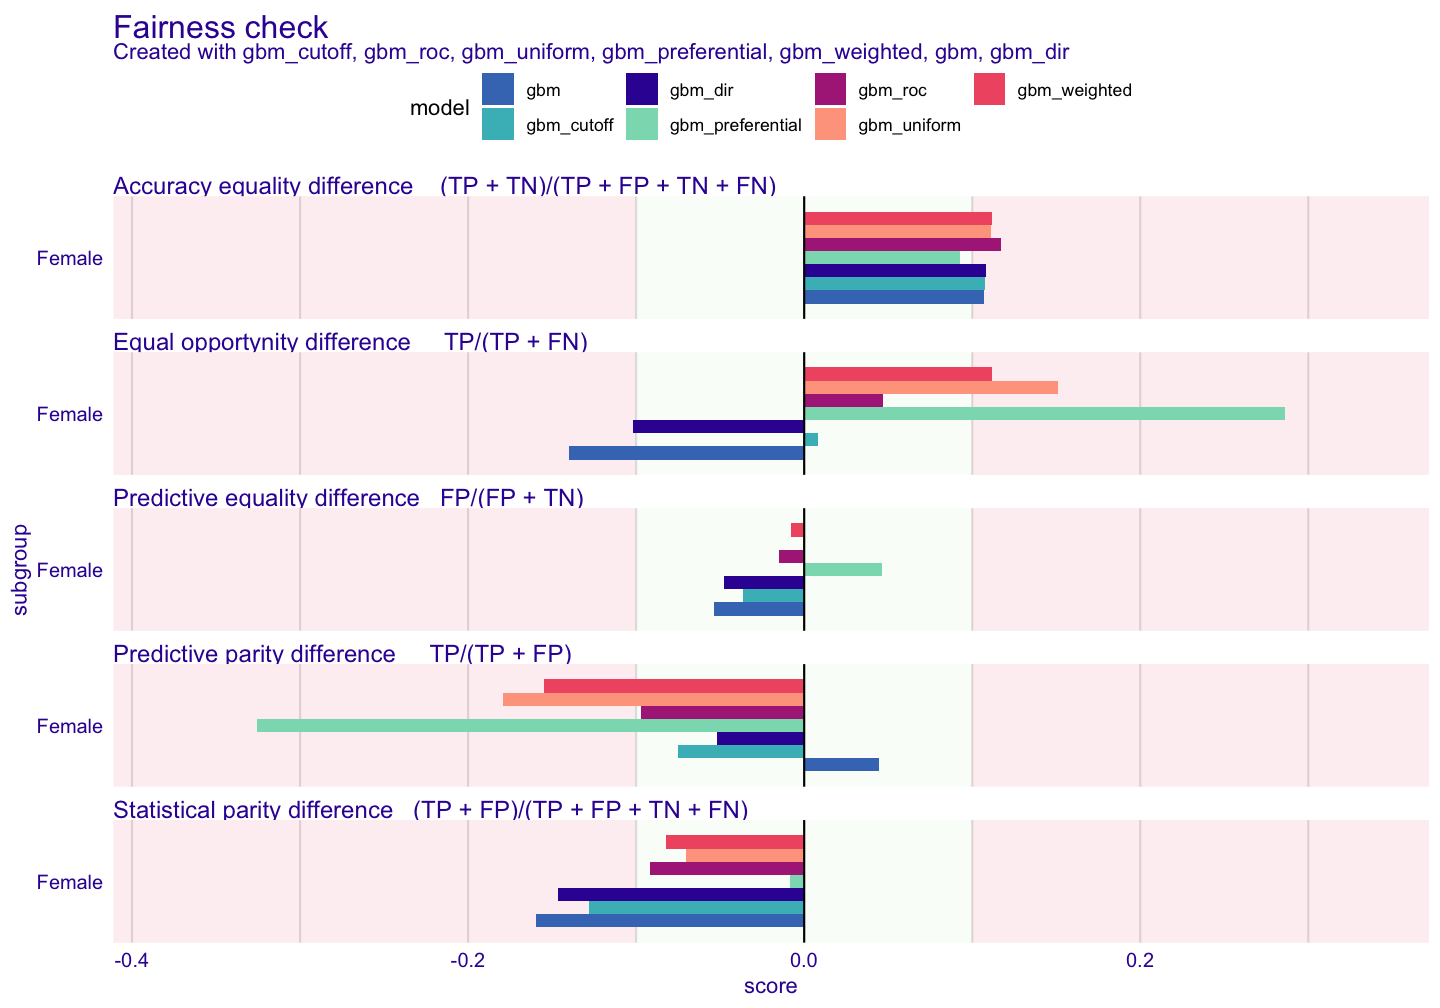 Fairness check
Created with gbm_cutoff, gbm_roc, gbm_uniform, gbm_preferential, gbm_weighted, gbm, gbm_dir
model
gbm gbm_dir gbm_roc gbm_weighted
gbm_cutoff gbm_preferential gbm_uniform
Accuracy equality difference (TP + TN)/(TP + FP + TN + FN)
Female
Equal opportynity difference TP/(TP + FN)
Female
Predictive equality difference FP/(FP + TN)
Female
subgroup
Predictive parity difference TP/(TP + FP)
Female
Statistical parity difference (TP + FP)/(TP + FP + TN + FN)
Female
-0.4 -0.2 0.0 0.2
score